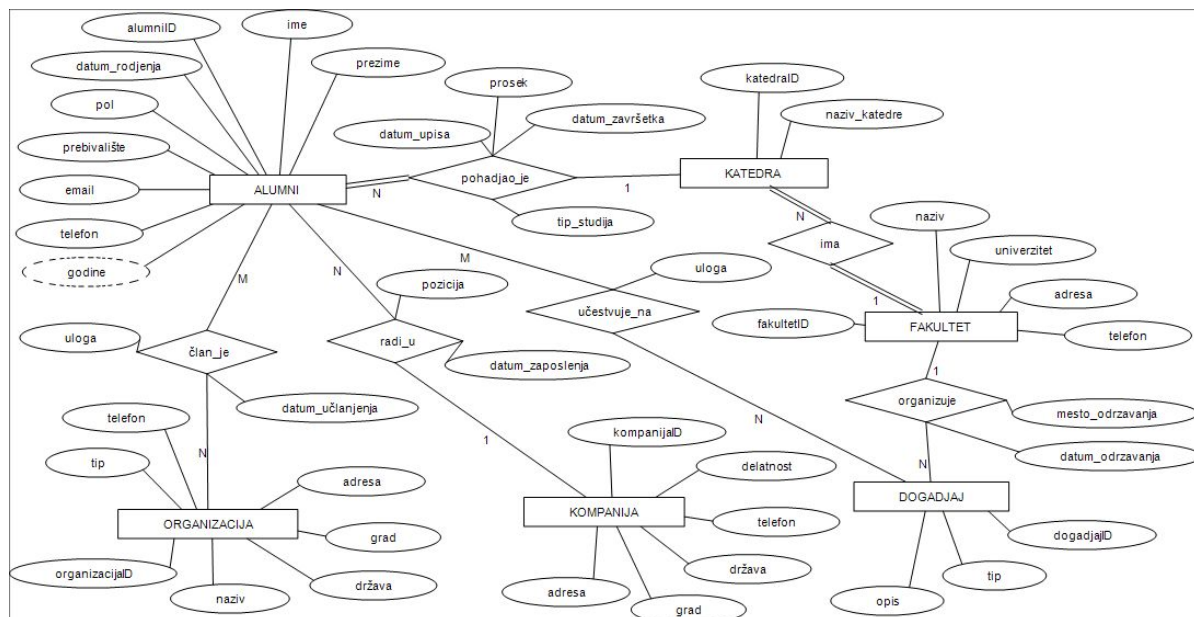 alumniID
ime
datum_rodjenja
prezime
pol
prebivalište
email
telefon
godine
ALUMNI
prosek
datum_upisa
datum_završetka
pohadjao_je
tip_studija
N
1
katedraID
naziv_katedre
KATEDRA
N
ima
1
naziv
univerzitet
adresa
fakultetID
telefon
FAKULTET
M
N
M
uloga
član_je
datum_učlanjenja
N
pozicija
radi_u
datum_zaposlenja
1
uloga
učestvuje_na
N
1
organizuje
mesto_odrzavanja
datum_odrzavanja
N
telefon
tip
adresa
ORGANIZACIJA
grad
organizacijaID
naziv
država
kompanijaID
delatnost
KOMPANIJA
telefon
adresa
grad
država
DOGADJAJ
dogadjajID
tip
opis